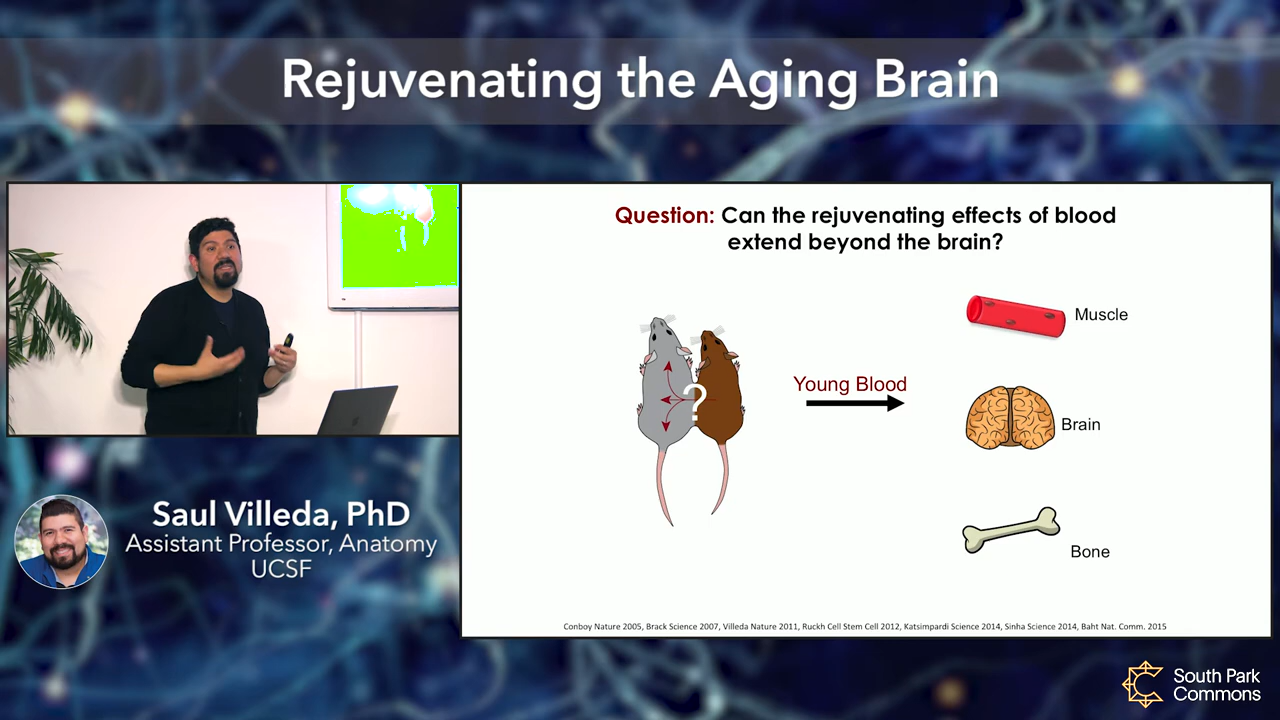 Rejuvenating the Aging Brain
Question: Can the rejuvenating effects of blood
extend beyond the brain?
?
Young Blood
Muscle
Brain
Bone
Conboy Nature 2005, Brack Science 2007, Villeda Nature 2011, Ruckh Cell Stem Cell 2012, Katsimpardi Science 2014, Sinha Science 2014, Baht Nat. Comm. 2015
Saul Villeda, PhD
Assistant Professor, Anatomy
UCSF
South Park
Commons